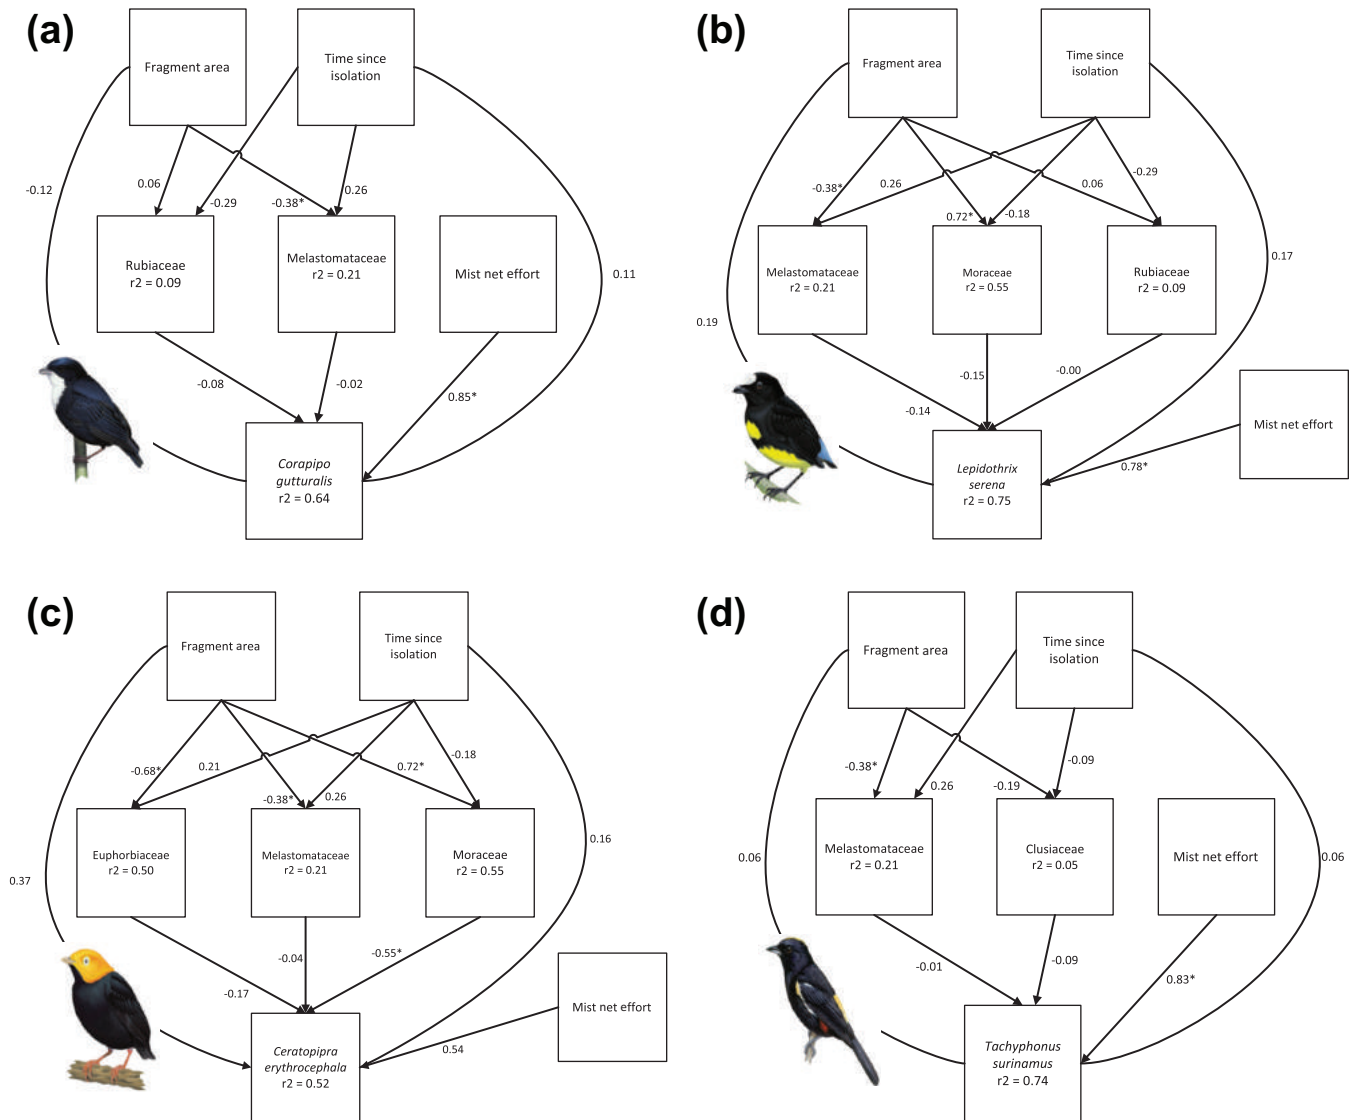 (a)
Fragment area
Time since
isolation
-0.12
0.06
-0.29
-0.38*
0.26
0.11
Rubiaceae
r2 = 0.09
Melastomataceae
r2 = 0.21
Mist net effort
-0.08
-0.02
0.85*
Corapipo
gutturalis
r2 = 0.64
(b)
Fragment area
Time since
isolation
-0.38*
0.26
0.72*
-0.18
0.06
-0.29
0.17
0.19
Melastomataceae
r2 = 0.21
Moraceae
r2 = 0.55
Rubiaceae
r2 = 0.09
-0.14
-0.15
-0.00
Mist net effort
0.78*
Lepidothrix
serena
r2 = 0.75
(c)
Fragment area
Time since
isolation
-0.68*
0.21
-0.38*
0.26
0.72*
-0.18
0.16
0.37
Euphorbiaceae
r2 = 0.50
Melastomataceae
r2 = 0.21
Moraceae
r2 = 0.55
-0.17
-0.04
-0.55*
Mist net effort
0.54
Ceratopipra
erythrocephala
r2 = 0.52
(d)
Fragment area
Time since
isolation
-0.38*
0.26
-0.19
-0.09
0.06
0.06
Melastomataceae
r2 = 0.21
Clusiaceae
r2 = 0.05
Mist net effort
-0.01
-0.09
0.83*
Tachyphonus
surinamus
r2 = 0.74